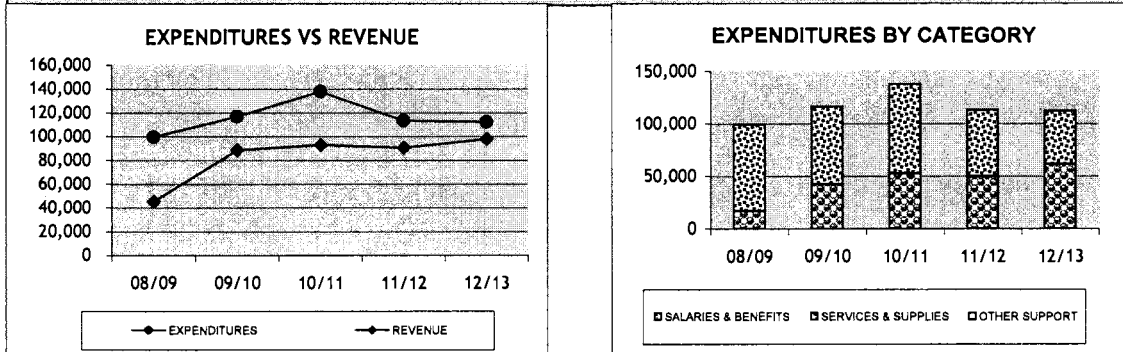 EXPENDITURES VS REVENUE
160,000
140,000
120,000
100,000
80,000
60,000
40,000
20,000
0
08/09 09/10 10/11 11/12 12/13
EXPENDITURES REVENUE
EXPENDITURES BY CATEGORY
150,000
100,000
50,000
0
08/09 09/10 10/11 11/12 12/13
SALARIES & BENEFITS SERVICES & SUPPLIES OTHER SUPPORT